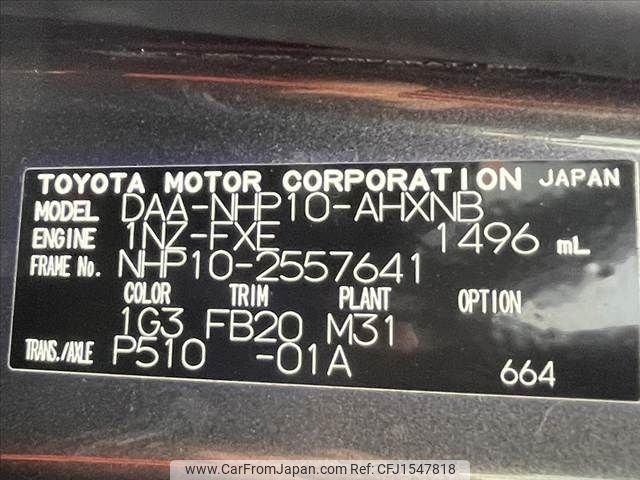 TOYOTA MOTOR CORPORATION JAPAN
MODEL DAA-NHP10-AHXNB
ENGINE 1NZ-FXE 1496 mL
FRAME No. NHP10-2557641
COLOR TRIM PLANT OPTION
1G3 FB20 M31
TRANS./AXLE P510 -01A 664
www.CarFromJapan.com CFJ1547818